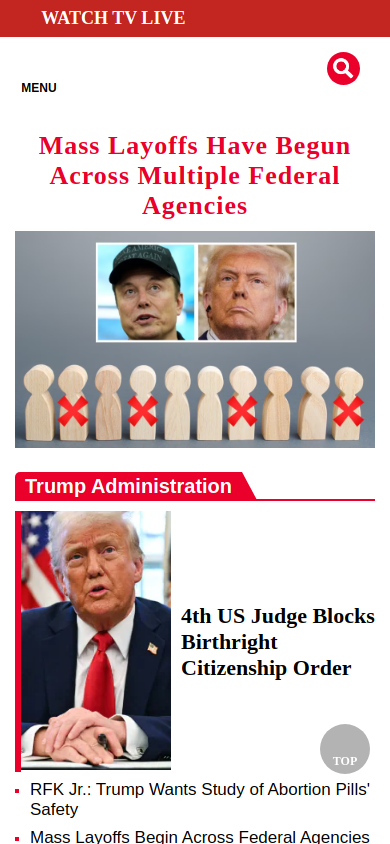 WATCH TV LIVE
MENU
Mass Layoffs Have Begun
Across Multiple Federal
Agencies
Trump Administration
4th US Judge Blocks
Birthright
Citizenship Order
TOP
RFK Jr.: Trump Wants Study of Abortion Pills'
Safety
Mass Layoffs Begin Across Federal Agencies